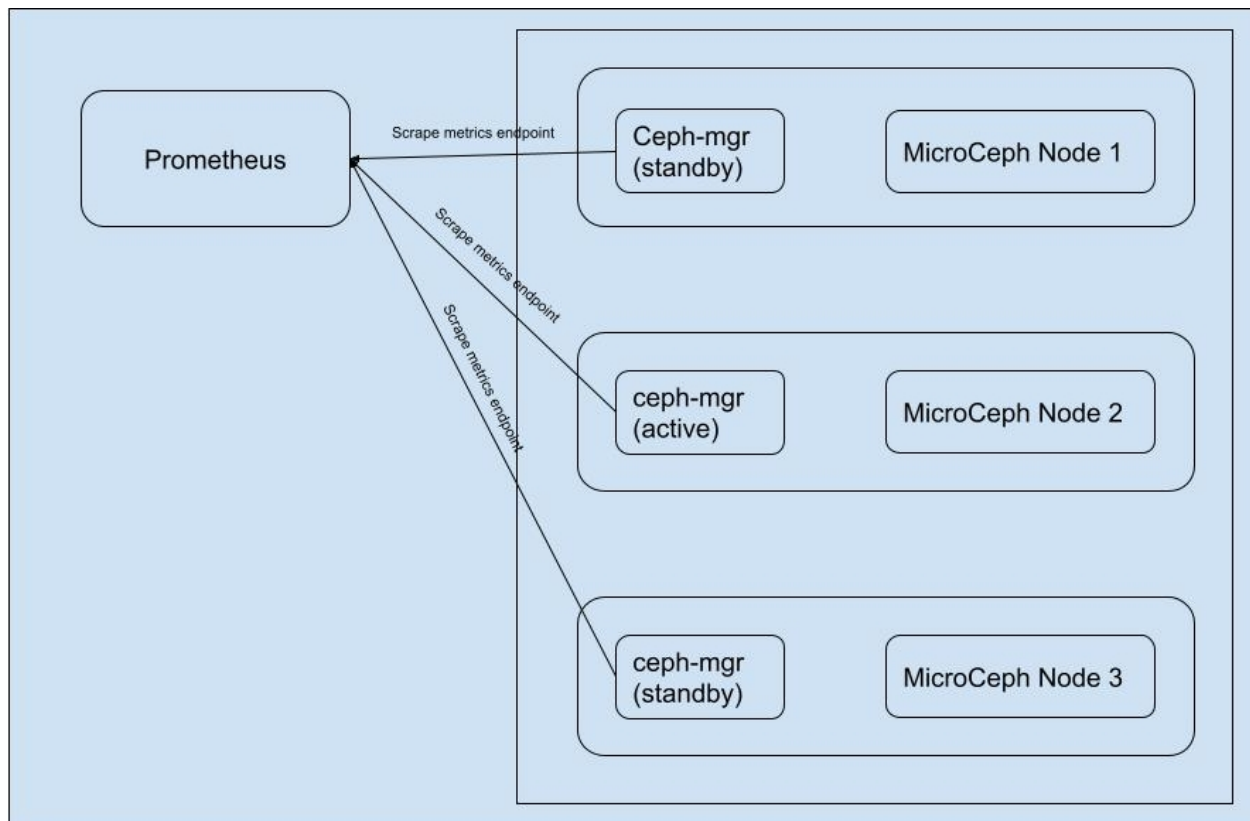 Prometheus
Scrape metrics endpoint
Ceph-mgr
(standby)
MicroCeph Node 1
Scrape metrics endpoint
ceph-mgr
(active)
MicroCeph Node 2
Scrape metrics endpoint
ceph-mgr
(standby)
MicroCeph Node 3